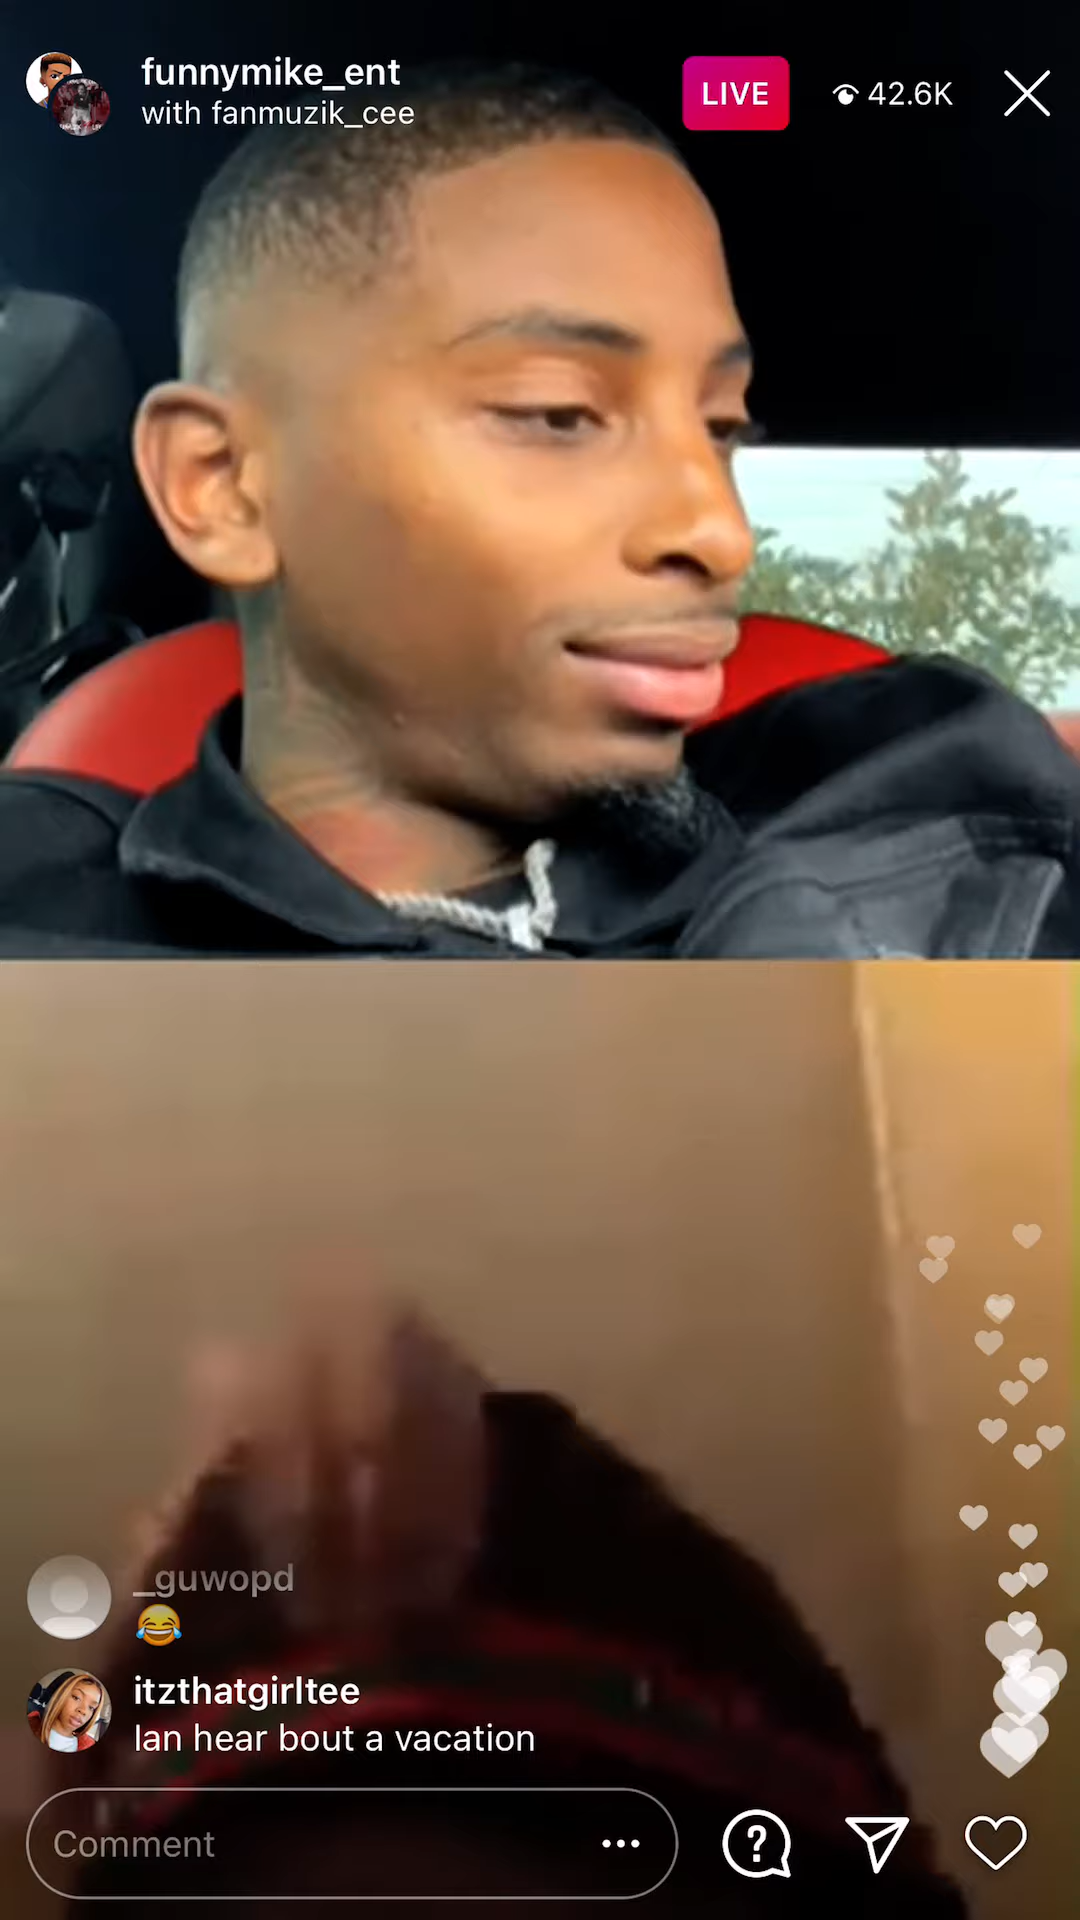 funnymike_ent
with fanmuzik_cee
LIVE
42.6K
_guwopd
😂
itzthatgirltee
Ian hear bout a vacation
Comment